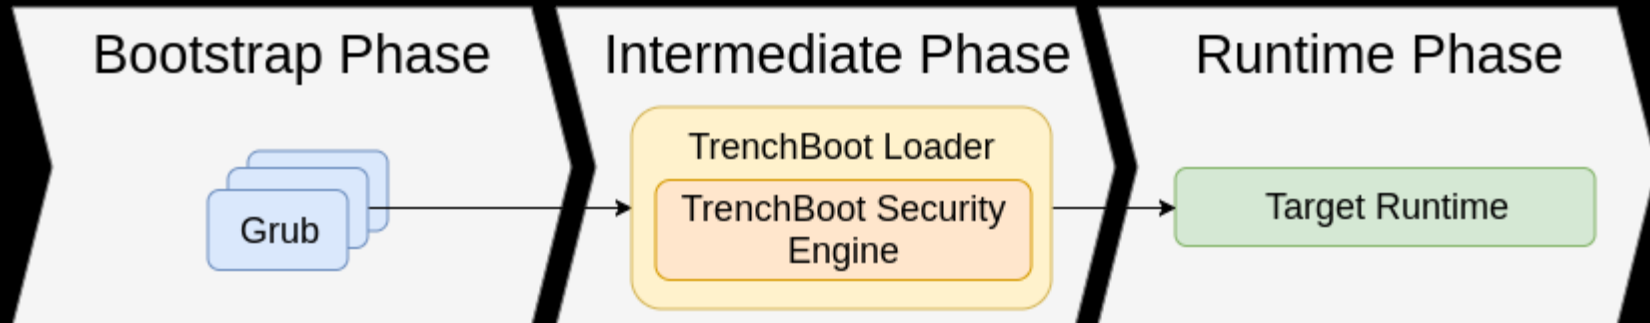 Bootstrap Phase
Intermediate Phase
Runtime Phase
TrenchBoot Loader
TrenchBoot Security
Engine
Grub
Target Runtime